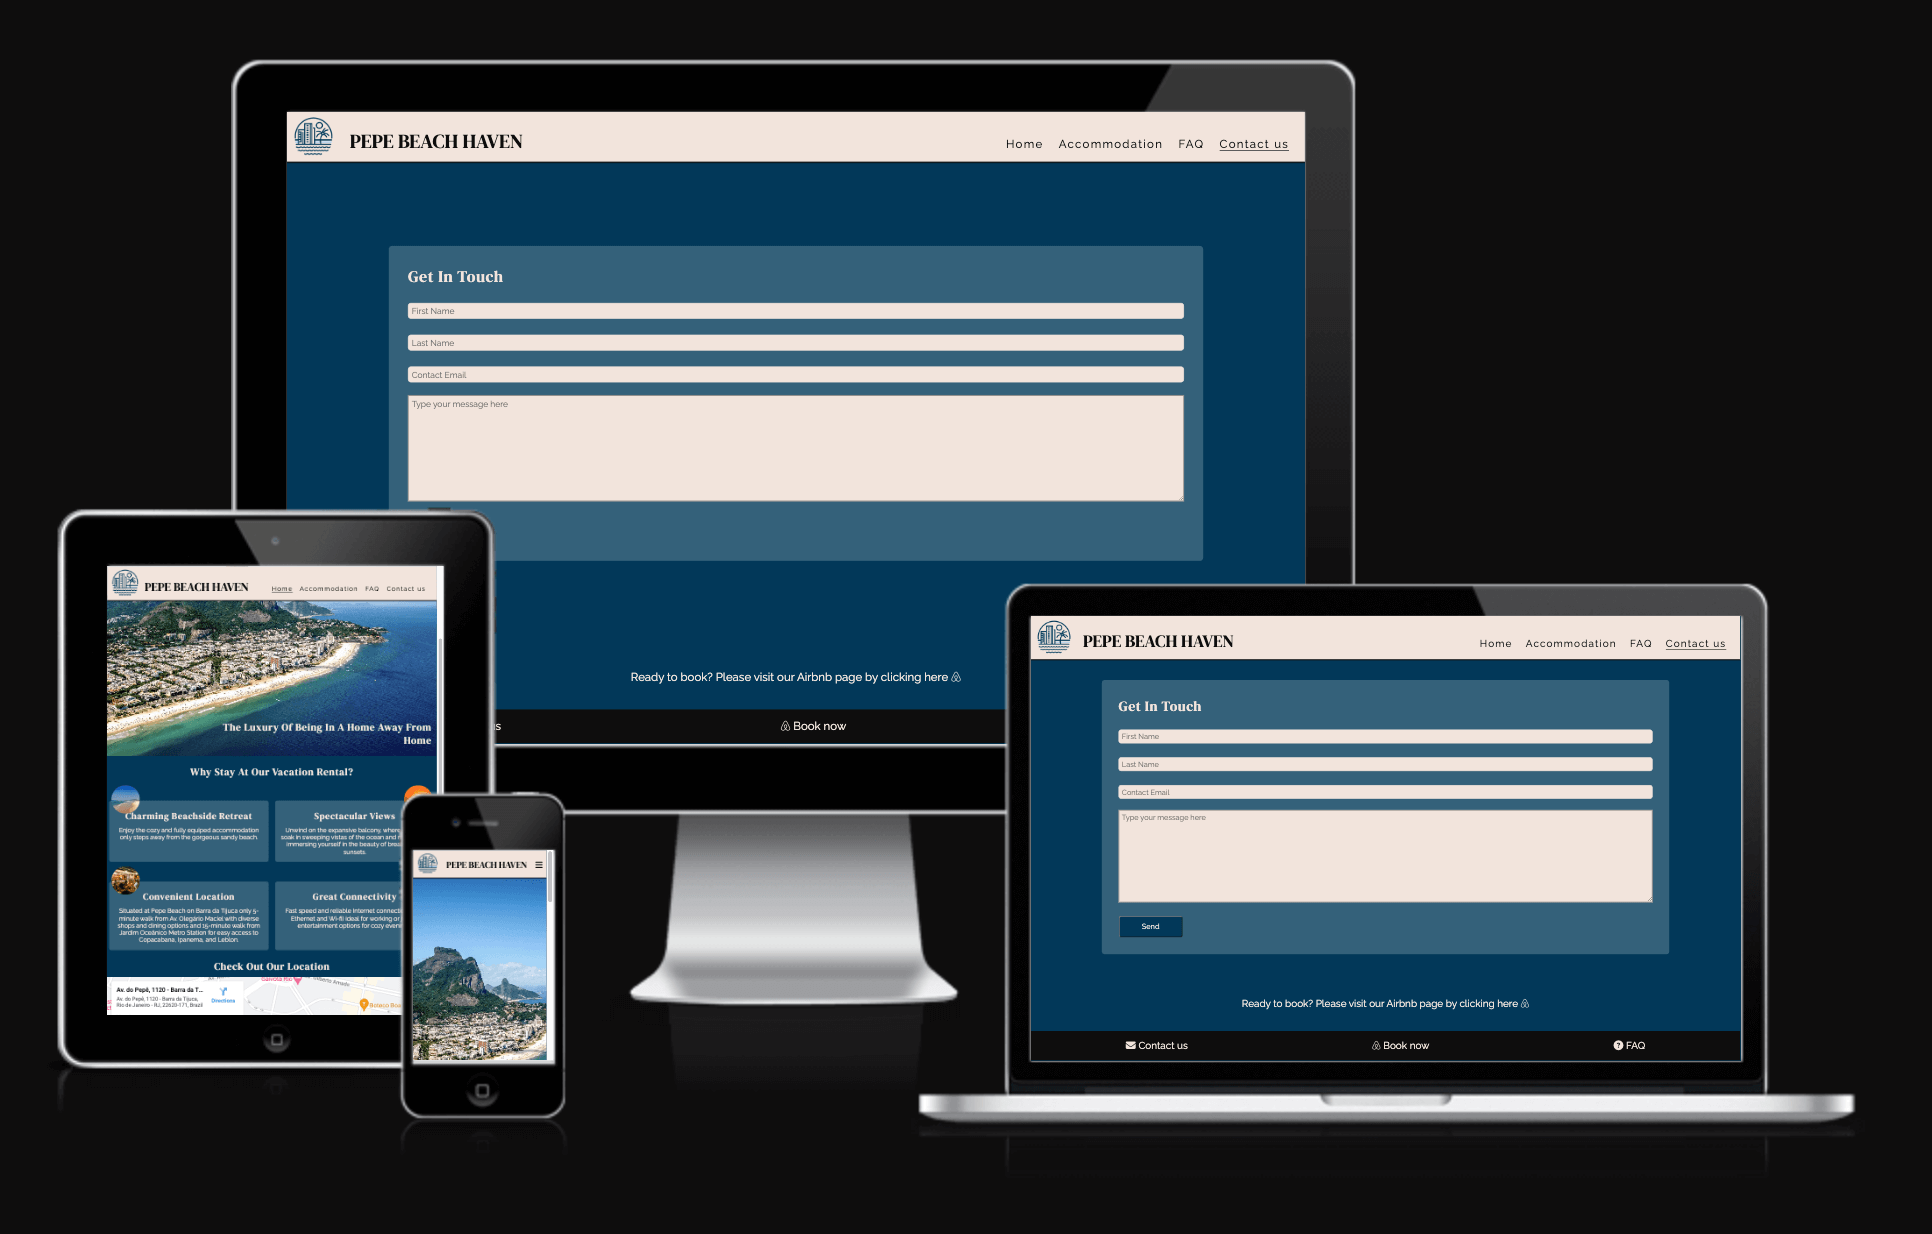 PEPE BEACH HAVEN
Home Accommodation FAQ Contact us
Get In Touch
First Name
Last Name
Contact Email
Type your message here
Ready to book? Please visit our Airbnb page by clicking here
s
Book now
PEPE BEACH HAVEN
Home Accommodation FAQ Contact us
The Luxury Of Being In A Home Away From
Home
Why Stay At Our Vacation Rental?
Charming Beachside Retreat
Enjoy the cozy and fully equiped accommodation
only steps away from the gorgeous sandy beach.
Spectacular Views
Unwind on the expansive balcony, where
soak in sweeping vistas of the ocean and
immersing yourself in the beauty of
sunsets.
Convenient Location
Situated at Pepe Beach on Barra da Tijuca only 5-
minute walk from Av. Olegário Maciel with diverse
shops and dining options and 15-minute walk from
Jardim Oceânico Metro Station for easy access to
Copacabana, Ipanema, and Leblon.
Great Connectivity
Fast speed and reliable internet
Ethernet and Wi-fi ideal for working or
entertainment options for cozy
Check Out Our Location
Av. do Pepê, 1120 - Barra da T...
Av. do Pepê, 1120 - Barra da Tijuca,
Rio de Janeiro - RJ, 22620-171, Brazil
Directions
PEPE BEACH HAVEN
PEPE BEACH HAVEN
Home Accommodation FAQ Contact us
Get In Touch
First Name
Last Name
Contact Email
Type your message here
Send
Ready to book? Please visit our Airbnb page by clicking here
Contact us Book now FAQ